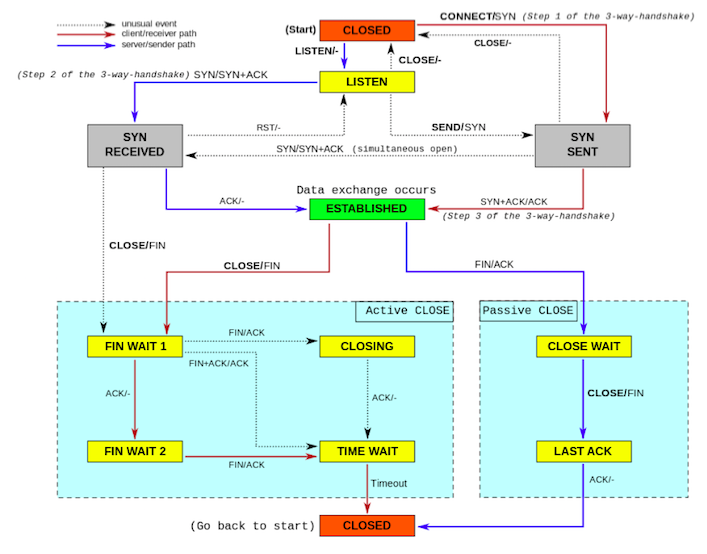 unusual event
client/receiver path
server/sender path
(Start) CLOSED
CONNECT/SYN (Step 1 of the 3-way-handshake)
CLOSE/-
LISTEN/-
CLOSE/-
(Step 2 of the 3-way-handshake) SYN/SYN+ACK
LISTEN
RST/-
SEND/SYN
SYN
RECEIVED
SYN
SENT
SYN/SYN+ACK (simultaneous open)
Data exchange occurs
ESTABLISHED
ACK/-
SYN+ACK/ACK
(Step 3 of the 3-way-handshake)
CLOSE/FIN
CLOSE/FIN
FIN/ACK
Active CLOSE
Passive CLOSE
FIN WAIT 1
FIN/ACK
CLOSING
CLOSE WAIT
FIN+ACK/ACK
ACK/-
ACK/-
CLOSE/FIN
FIN WAIT 2
FIN/ACK
TIME WAIT
LAST ACK
Timeout
ACK/-
(Go back to start) CLOSED